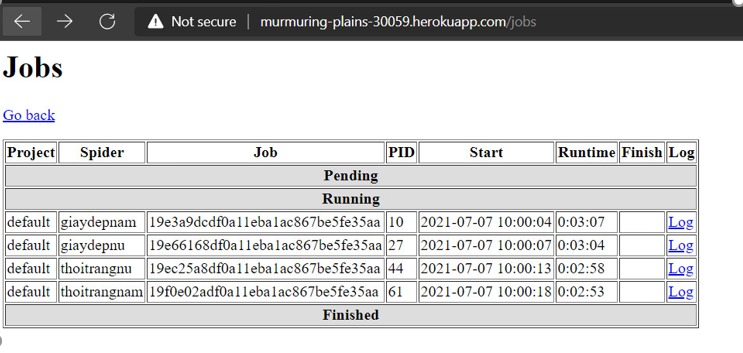 Not secure | murmuring-plains-30059.herokuapp.com/jobs
Jobs
Go back
Project Spider Job PID Start Runtime Finish Log
Pending
Running
default giaydepnam 19e3a9dcdf0a11eba1ac867be5fe35aa 10 2021-07-07 10:00:04 0:03:07 Log
default giaydepnu 19e66168df0a11eba1ac867be5fe35aa 27 2021-07-07 10:00:07 0:03:04 Log
default thoitrangnu 19ec25a8df0a11eba1ac867be5fe35aa 44 2021-07-07 10:00:13 0:02:58 Log
default thoitrangnam 19f0e02adf0a11eba1ac867be5fe35aa 61 2021-07-07 10:00:18 0:02:53 Log
Finished